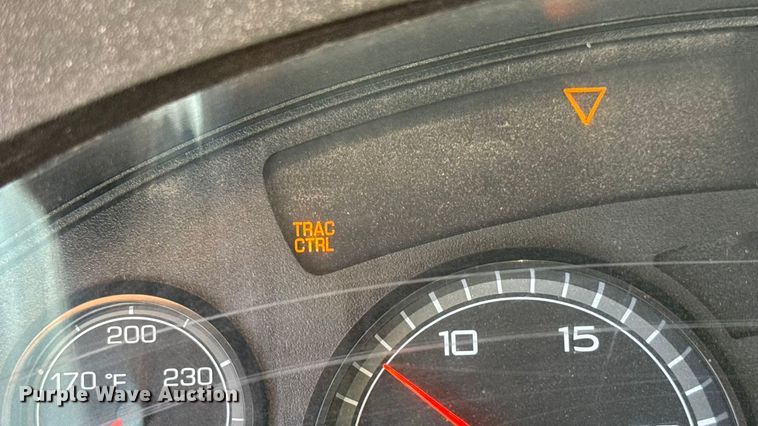 TRAC
CTRL
10
15
200
170 °F 230
Purple Wave Auction